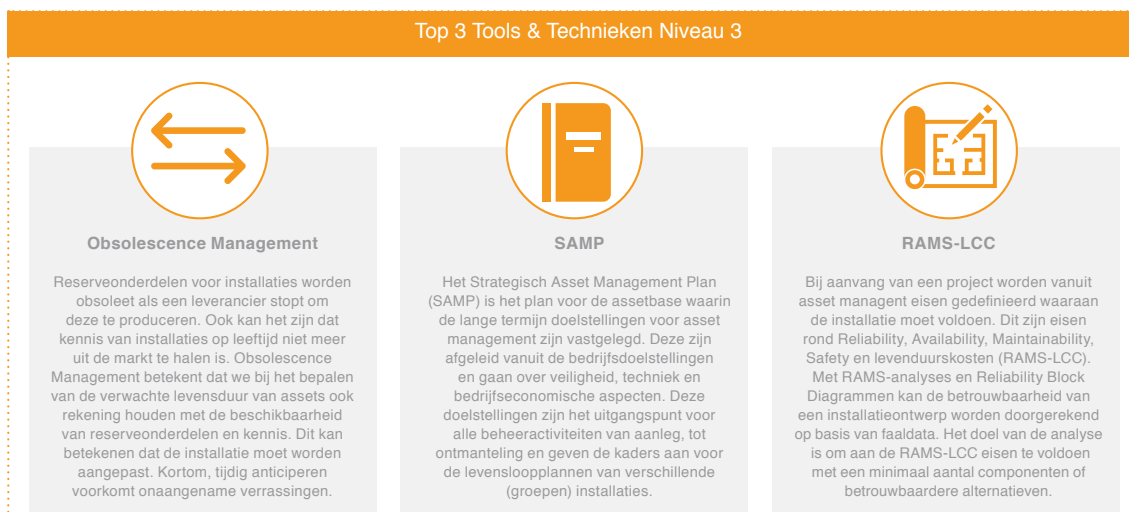 Top 3 Tools & Technieken Niveau 3
Obsolescence Management
Reserveonderdelen voor installaties worden
obsoleet als een leverancier stopt om
deze te produceren. Ook kan het zijn dat
kennis van installaties op leeftijd niet meer
uit de markt te halen is. Obsolescence
Management betekent dat we bij het bepalen
van de verwachte levensduur van assets ook
rekening houden met de beschikbaarheid
van reserveonderdelen en kennis. Dit kan
betekenen dat de installatie moet worden
aangepast. Kortom, tijdig anticiperen
voorkomt onaangename verrassingen.
SAMP
Het Strategisch Asset Management Plan
(SAMP) is het plan voor de assetbase waarin
de lange termijn doelstellingen voor asset
management zijn vastgelegd. Deze zijn
afgeleid vanuit de bedrijfsdoelstellingen
en gaan over veiligheid, techniek en
bedrijfseconomische aspecten. Deze
doelstellingen zijn het uitgangspunt voor
alle beheeractiviteiten van aanleg, tot
ontmanteling en geven de kaders aan voor
de levensloopplannen van verschillende
(groepen) installaties.
RAMS-LCC
Bij aanvang van een project worden vanuit
asset managent eisen gedefinieerd waaraan
de installatie moet voldoen. Dit zijn eisen
rond Reliability, Availability, Maintainability,
Safety en levenduurskosten (RAMS-LCC).
Met RAMS-analyses en Reliability Block
Diagrammen kan de betrouwbaarheid van
een installatieontwerp worden doorgerekend
op basis van faaldata. Het doel van de analyse
is om aan de RAMS-LCC eisen te voldoen
met een minimaal aantal componenten of
betrouwbaardere alternatieven.